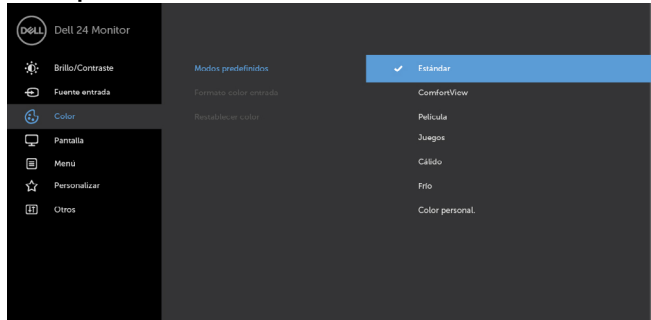 DELL Dell 24 Monitor
Brillo/Contraste
Modos predefinidos
Estándar
Fuente entrada
Formato color entrada
ComfortView
Color
Restablecer color
Película
Pantalla
Juegos
Menú
Cálido
Personalizar
Frío
Otros
Color personal.